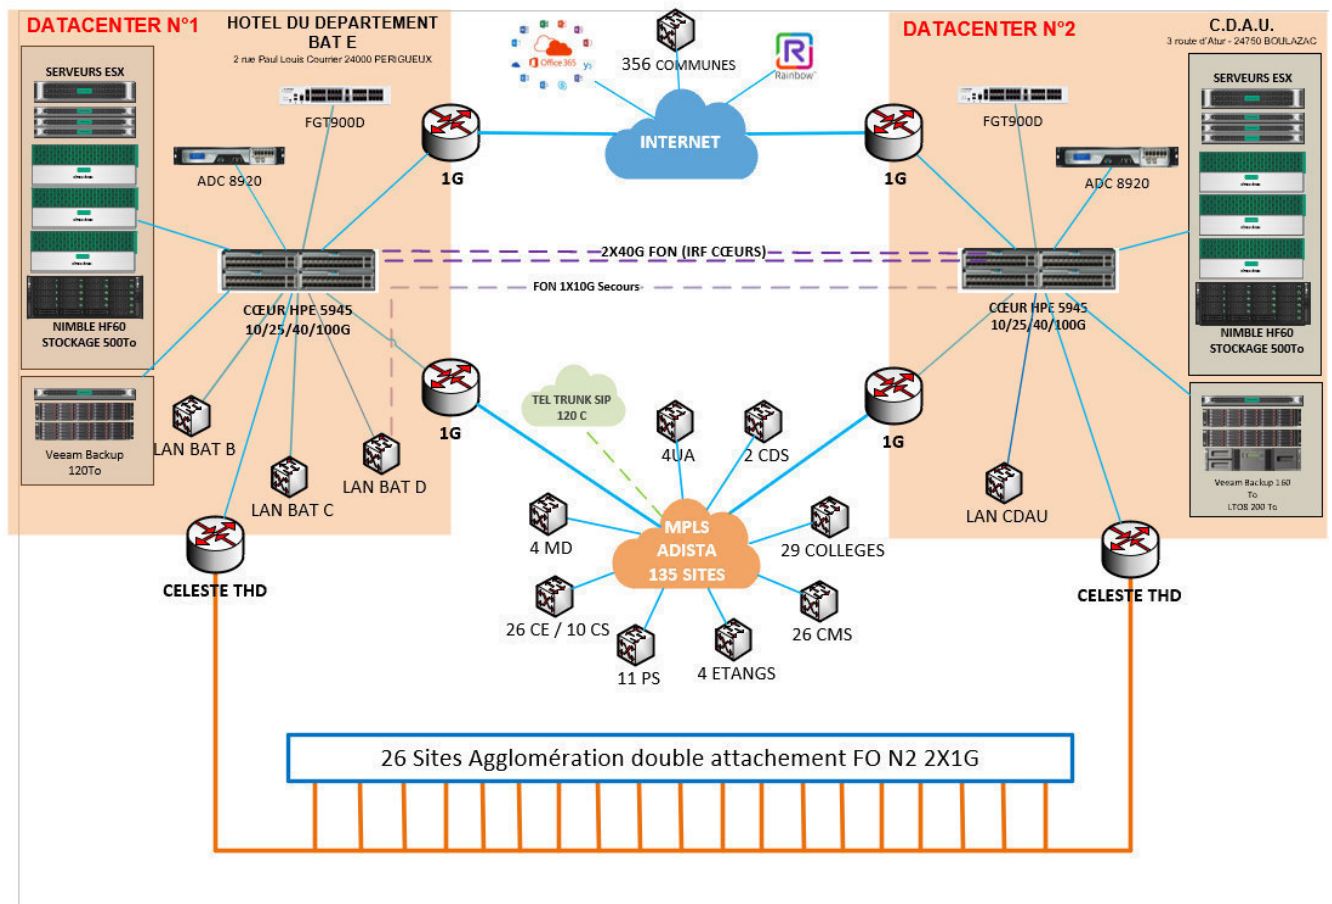 DATACENTER N°1
HOTEL DU DEPARTEMENT
BAT E
2 rue Paul Louis Courrier 24000 PERIGUEUX
SERVEURS ESX
FGT900D
ADC 8920
1G
NIMBLE HF60
STOCKAGE 500To
CŒUR HPE 5945
10/25/40/100G
Veeam Backup
120To
LAN BAT B
LAN BAT C
LAN BAT D
1G
CELESTE THD
Office 365
356 COMMUNES
Rainbow
INTERNET
2X40G FON (IRF CŒURS)
FON 1X10G Secours
TEL TRUNK SIP
120 C
4UA
2 CDS
4 MD
MPLS
ADISTA
135 SITES
29 COLLEGES
26 CE / 10 CS
26 CMS
11 PS
4 ETANGS
DATACENTER N°2
C.D.A.U.
3 route d'Atur - 24750 BOULAZAC
SERVEURS ESX
FGT900D
ADC 8920
1G
CŒUR HPE 5945
10/25/40/100G
NIMBLE HF60
STOCKAGE 500To
1G
LAN CDAU
Veeam Backup 160
To
LTO8 200 To
CELESTE THD
26 Sites Agglomération double attachement FO N2 2X1G